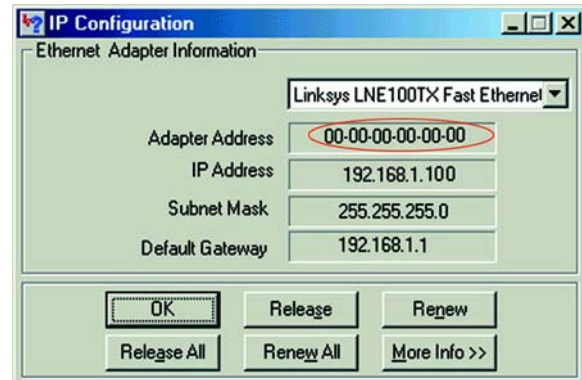 IP Configuration
Ethernet Adapter Information
Linksys LNE100TX Fast Ethernet
Adapter Address 00-00-00-00-00-00
IP Address 192.168.1.100
Subnet Mask 255.255.255.0
Default Gateway 192.168.1.1
OK Release Renew
Release All Renew All More Info >>